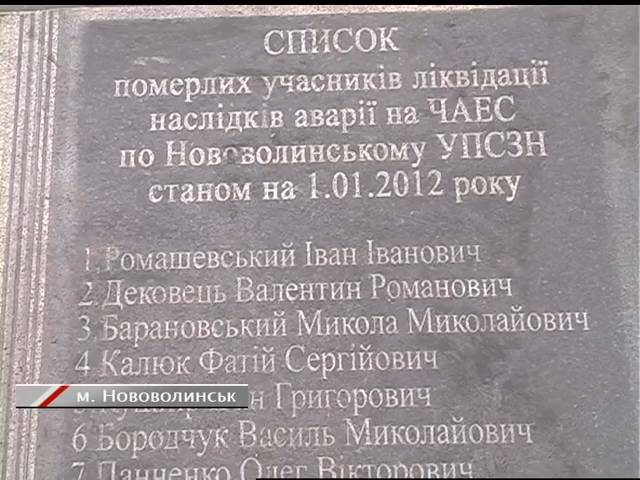 СПИСОК
померлих учасників ліквідації
наслідків аварії на ЧАЕС
по Нововолинському УПСЗН
станом на 1.01.2012 року
1.Ромашевський Іван Іванович
2.Дековець Валентин Романович
3.Барановський Микола Миколайович
4.Калюк Фатій Сергійович
Григорович
м. Нововолинськ
6.Бородчук Василь Миколайович
7.Панченко Олег Вікторович